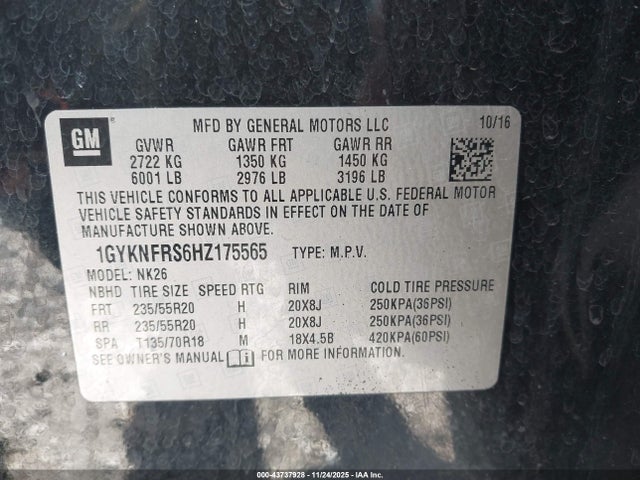 GM
MFD BY GENERAL MOTORS LLC 10/16
GVWR GAWR FRT GAWR RR
2722 KG 1350 KG 1450 KG
6001 LB 2976 LB 3196 LB
THIS VEHICLE CONFORMS TO ALL APPLICABLE U.S. FEDERAL MOTOR
VEHICLE SAFETY STANDARDS IN EFFECT ON THE DATE OF
MANUFACTURE SHOWN ABOVE.
1GYKNFRS6HZ175565 TYPE: M.P.V.
MODEL: NK26
NBHD TIRE SIZE SPEED RTG RIM COLD TIRE PRESSURE
FRT 235/55R20 H 20X8J 250KPA(36PSI)
RR 235/55R20 H 20X8J 250KPA(36PSI)
SPA T135/70R18 M 18X4.5B 420KPA(60PSI)
SEE OWNER'S MANUAL i FOR MORE INFORMATION.
000-43737928 - 11/24/2025 - IAA Inc.